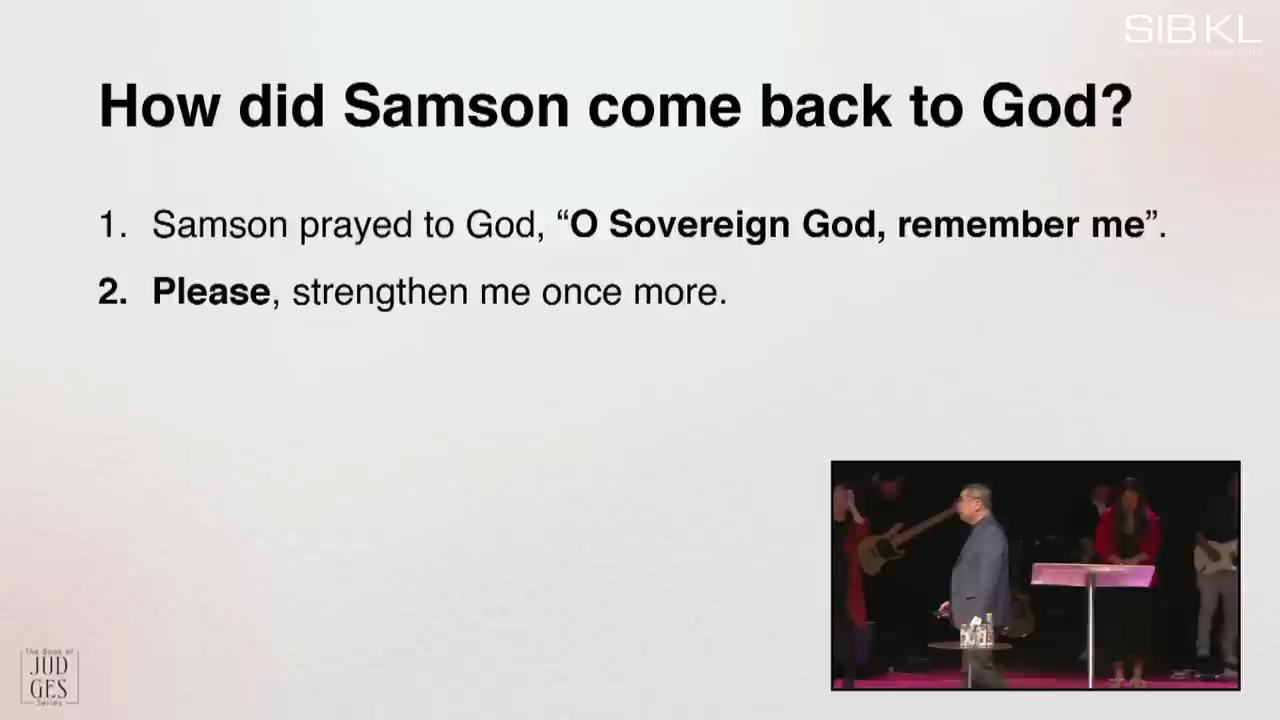 SIBKL
How did Samson come back to God?
1. Samson prayed to God, “O Sovereign God, remember me”.
2. Please, strengthen me once more.
The Book of
JUD
GES
Series